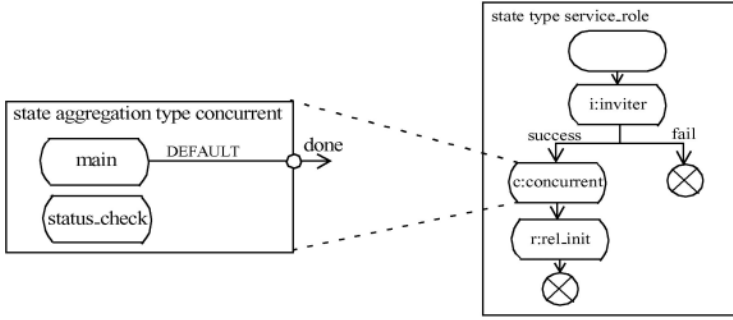 state aggregation type concurrent
main
DEFAULT
done
status_check
state type service_role
i:inviter
success
fail
c:concurrent
r:rel_init